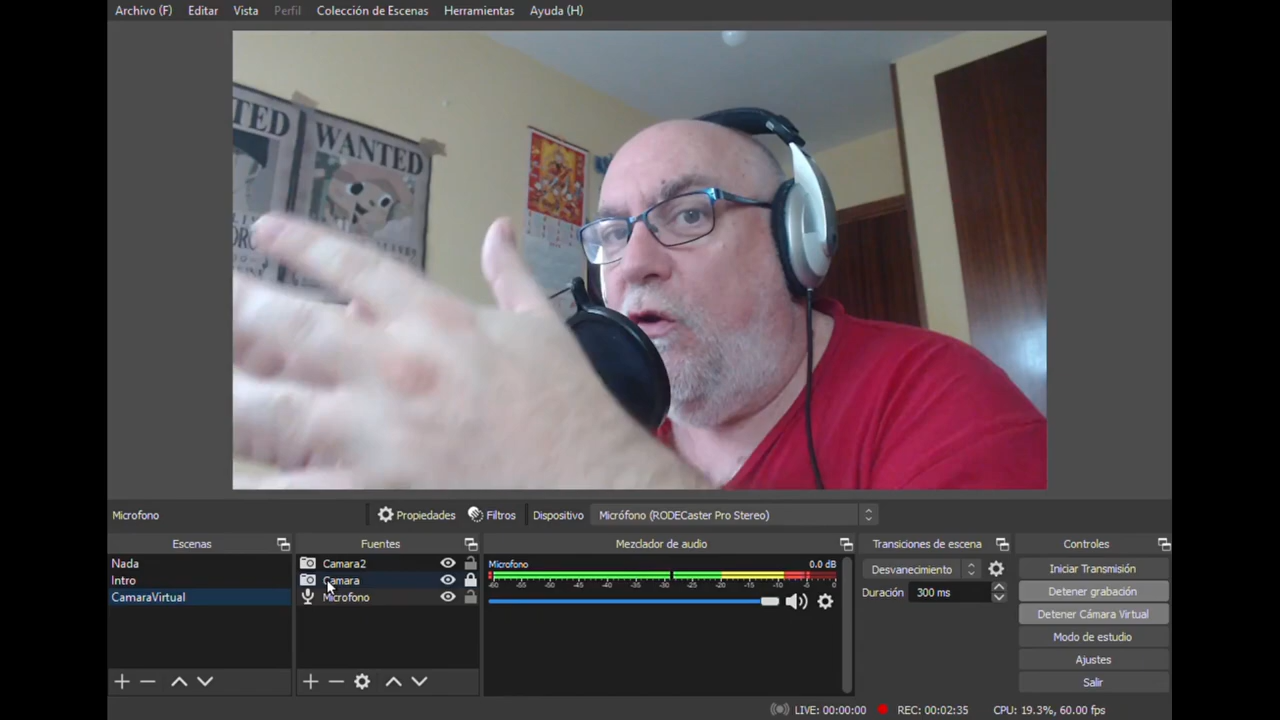 Archivo (F) Editar Vista Perfil Colección de Escenas Herramientas Ayuda (H)
WANTED
Microfono Propiedades Filtros Dispositivo Micrófono (RODECaster Pro Stereo)
Escenas
Nada
Intro
CamaraVirtual
Fuentes
Camara2
Camara
Microfono
Mezclador de audio
Microfono 0.0 dB
-60 -55 -50 -45 -40 -35 -30 -25 -20 -15 -10 -5 0
Transiciones de escena
Desvanecimiento
Duración 300 ms
Controles
Iniciar Transmisión
Detener grabación
Detener Cámara Virtual
Modo de estudio
Ajustes
Salir
LIVE: 00:00:00 REC: 00:02:35 CPU: 19.3%, 60.00 fps